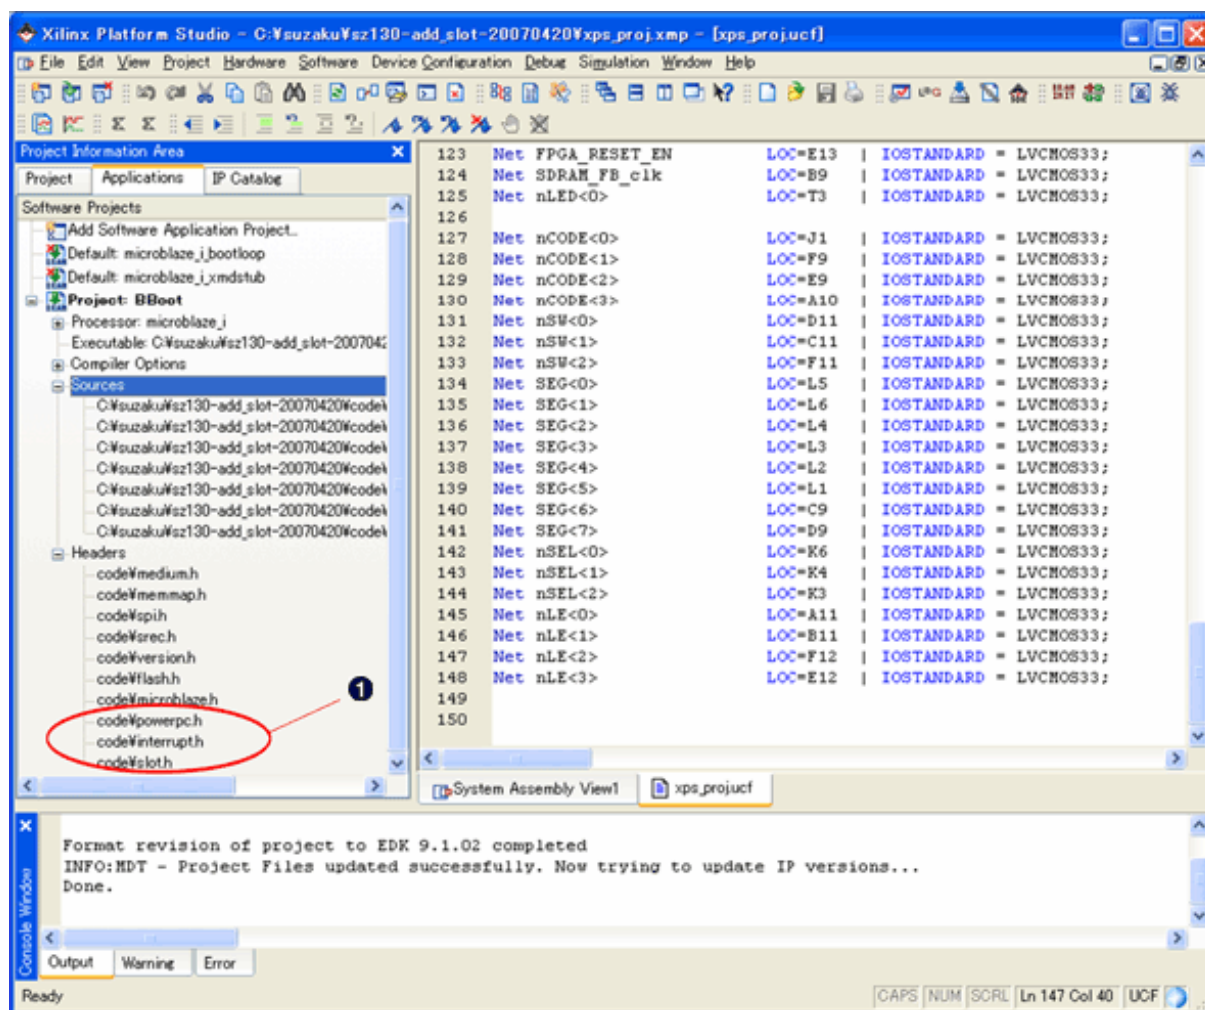 Xilinx Platform Studio - C:¥suzaku¥sz130-add_slot-20070420¥xps_proj.xmp - [xps_proj.ucf]
File Edit View Project Hardware Software Device Configuration Debug Simulation Window Help
Project Information Area
Project Applications IP Catalog
Software Projects
Add Software Application Project...
Default: microblaze_i_bootloop
Default: microblaze_i_xmdstub
Project: BBoot
Processor: microblaze_i
Executable: C:¥suzaku¥sz130-add_slot-2007042
Compiler Options
Sources
C:¥suzaku¥sz130-add_slot-20070420¥code¥
C:¥suzaku¥sz130-add_slot-20070420¥code¥
C:¥suzaku¥sz130-add_slot-20070420¥code¥
C:¥suzaku¥sz130-add_slot-20070420¥code¥
C:¥suzaku¥sz130-add_slot-20070420¥code¥
C:¥suzaku¥sz130-add_slot-20070420¥code¥
C:¥suzaku¥sz130-add_slot-20070420¥code¥
Headers
code¥medium.h
code¥memmap.h
code¥spi.h
code¥srec.h
code¥version.h
code¥flash.h
code¥microblaze.h
code¥powerpc.h
code¥interrupt.h
code¥slot.h
1
123 Net FPGA_RESET_EN LOC=E13 | IOSTANDARD = LVCMOS33;
124 Net SDRAM_FB_clk LOC=B9 | IOSTANDARD = LVCMOS33;
125 Net nLED<0> LOC=T3 | IOSTANDARD = LVCMOS33;
126
127 Net nCODE<0> LOC=J1 | IOSTANDARD = LVCMOS33;
128 Net nCODE<1> LOC=F9 | IOSTANDARD = LVCMOS33;
129 Net nCODE<2> LOC=E9 | IOSTANDARD = LVCMOS33;
130 Net nCODE<3> LOC=A10 | IOSTANDARD = LVCMOS33;
131 Net nSW<0> LOC=D11 | IOSTANDARD = LVCMOS33;
132 Net nSW<1> LOC=C11 | IOSTANDARD = LVCMOS33;
133 Net nSW<2> LOC=F11 | IOSTANDARD = LVCMOS33;
134 Net SEG<0> LOC=L5 | IOSTANDARD = LVCMOS33;
135 Net SEG<1> LOC=L6 | IOSTANDARD = LVCMOS33;
136 Net SEG<2> LOC=L4 | IOSTANDARD = LVCMOS33;
137 Net SEG<3> LOC=L3 | IOSTANDARD = LVCMOS33;
138 Net SEG<4> LOC=L2 | IOSTANDARD = LVCMOS33;
139 Net SEG<5> LOC=L1 | IOSTANDARD = LVCMOS33;
140 Net SEG<6> LOC=C9 | IOSTANDARD = LVCMOS33;
141 Net SEG<7> LOC=D9 | IOSTANDARD = LVCMOS33;
142 Net nSEL<0> LOC=K6 | IOSTANDARD = LVCMOS33;
143 Net nSEL<1> LOC=K4 | IOSTANDARD = LVCMOS33;
144 Net nSEL<2> LOC=K3 | IOSTANDARD = LVCMOS33;
145 Net nLE<0> LOC=A11 | IOSTANDARD = LVCMOS33;
146 Net nLE<1> LOC=B11 | IOSTANDARD = LVCMOS33;
147 Net nLE<2> LOC=F12 | IOSTANDARD = LVCMOS33;
148 Net nLE<3> LOC=E12 | IOSTANDARD = LVCMOS33;
149
150
System Assembly View1 xps_proj.ucf
Console Window
Format revision of project to EDK 9.1.02 completed
INFO:MDT - Project Files updated successfully. Now trying to update IP versions...
Done.
Output Warning Error
Ready CAPS NUM SCRL Ln 147 Col 40 UCF